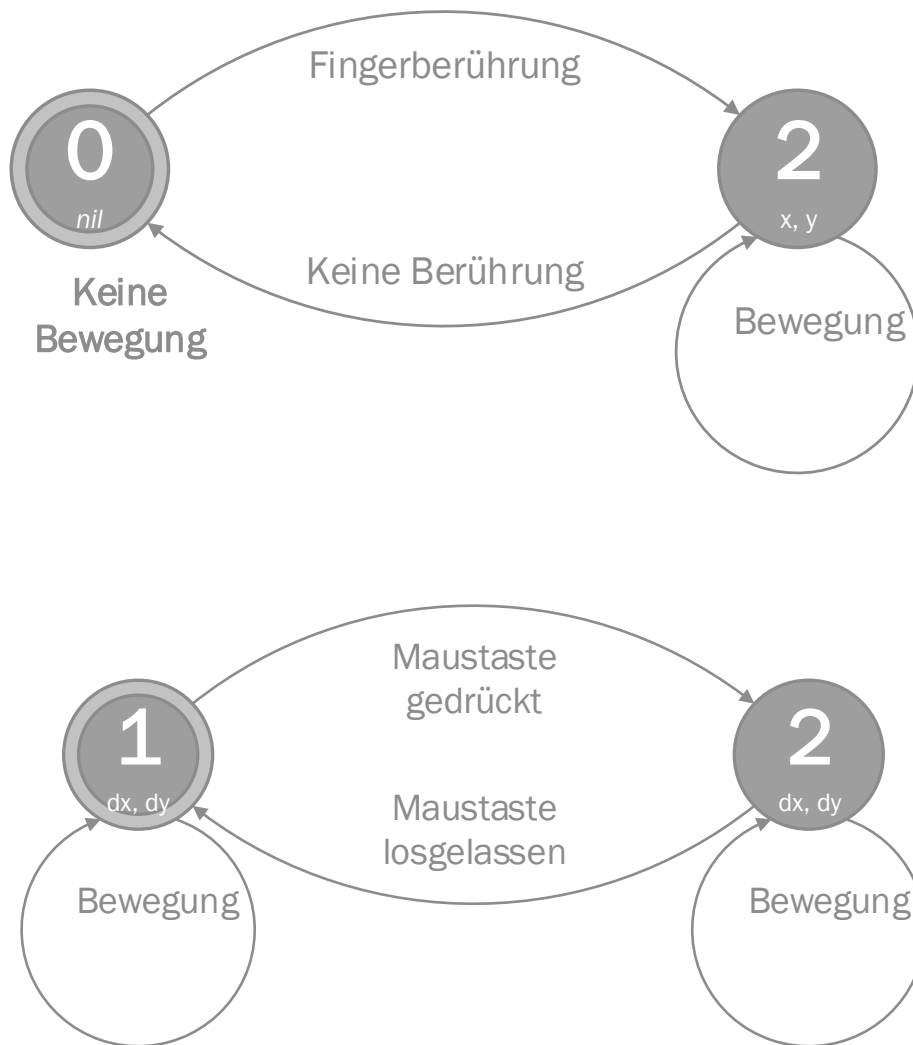 Fingerberührung
0
nil
2
x, y
Keine Berührung
Keine
Bewegung
Bewegung
Maustaste
gedrückt
1
dx, dy
2
dx, dy
Maustaste
losgelassen
Bewegung
Bewegung